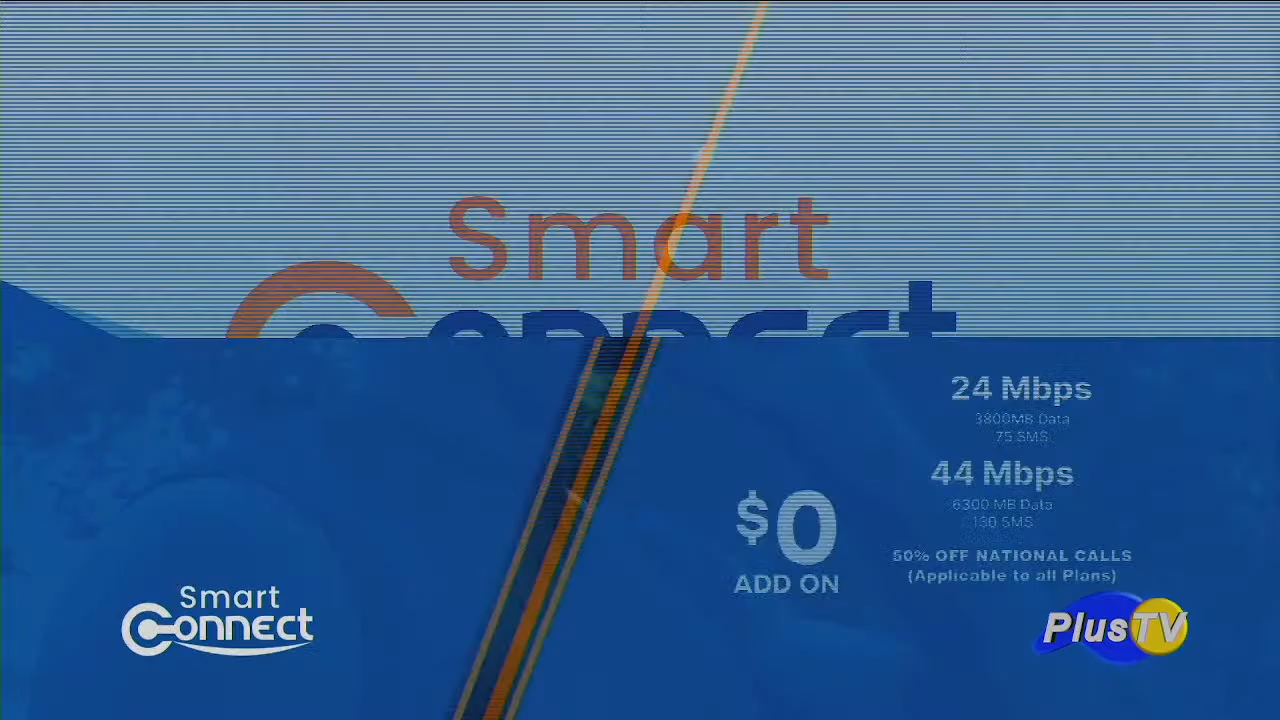 Smart
Connect
24 Mbps
3800MB Data
75 SMS
44 Mbps
6300 MB Data
130 SMS
$0
ADD ON
50% OFF NATIONAL CALLS
(Applicable to all Plans)
Smart
Connect
PlusTV